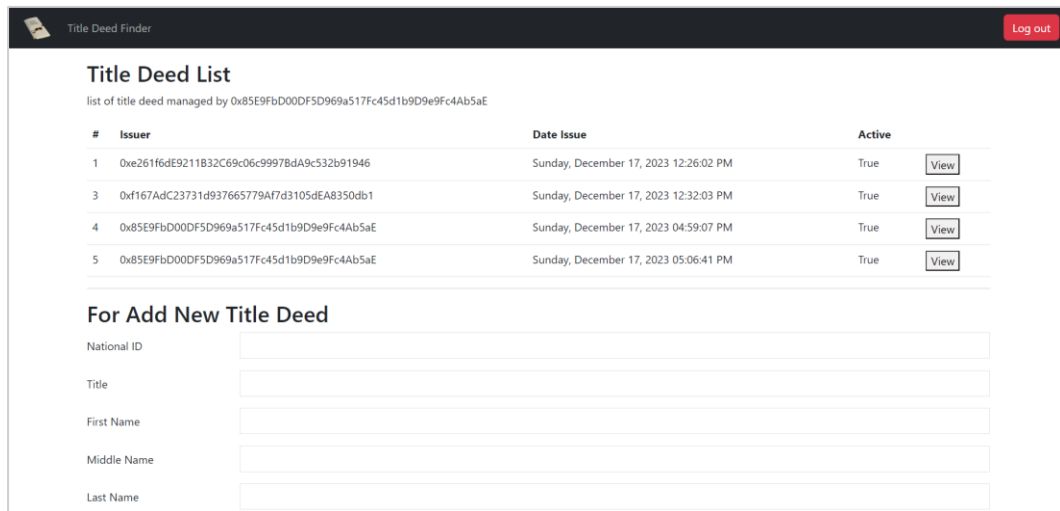 Title Deed Finder Log out
Title Deed List
list of title deed managed by 0x85E9FbD00DF5D969a517Fc45d1b9D9e9Fc4Ab5aE
# Issuer Date Issue Active
1 0xe261f6dE9211B32C69c06c9997BdA9c532b91946 Sunday, December 17, 2023 12:26:02 PM True View
3 0xf167AdC23731d937665779Af7d3105dEA8350db1 Sunday, December 17, 2023 12:32:03 PM True View
4 0x85E9FbD00DF5D969a517Fc45d1b9D9e9Fc4Ab5aE Sunday, December 17, 2023 04:59:07 PM True View
5 0x85E9FbD00DF5D969a517Fc45d1b9D9e9Fc4Ab5aE Sunday, December 17, 2023 05:06:41 PM True View
For Add New Title Deed
National ID
Title
First Name
Middle Name
Last Name